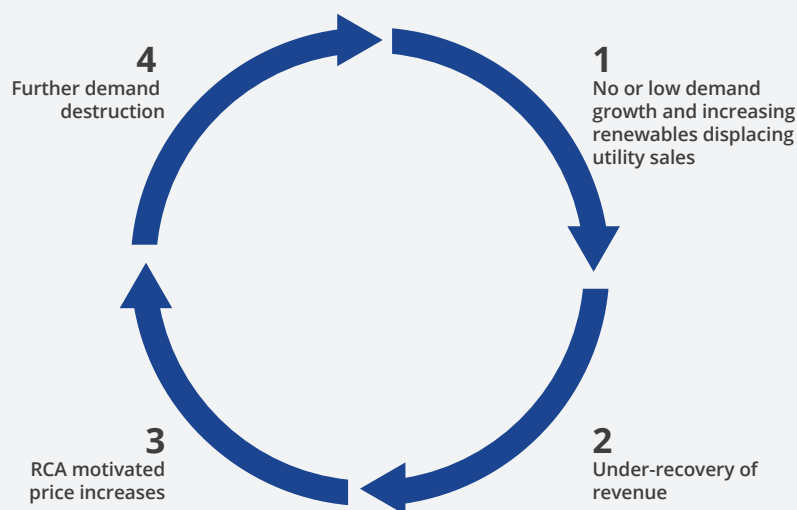 1
No or low demand
growth and increasing
renewables displacing
utility sales
2
Under-recovery of
revenue
3
RCA motivated
price increases
4
Further demand
destruction